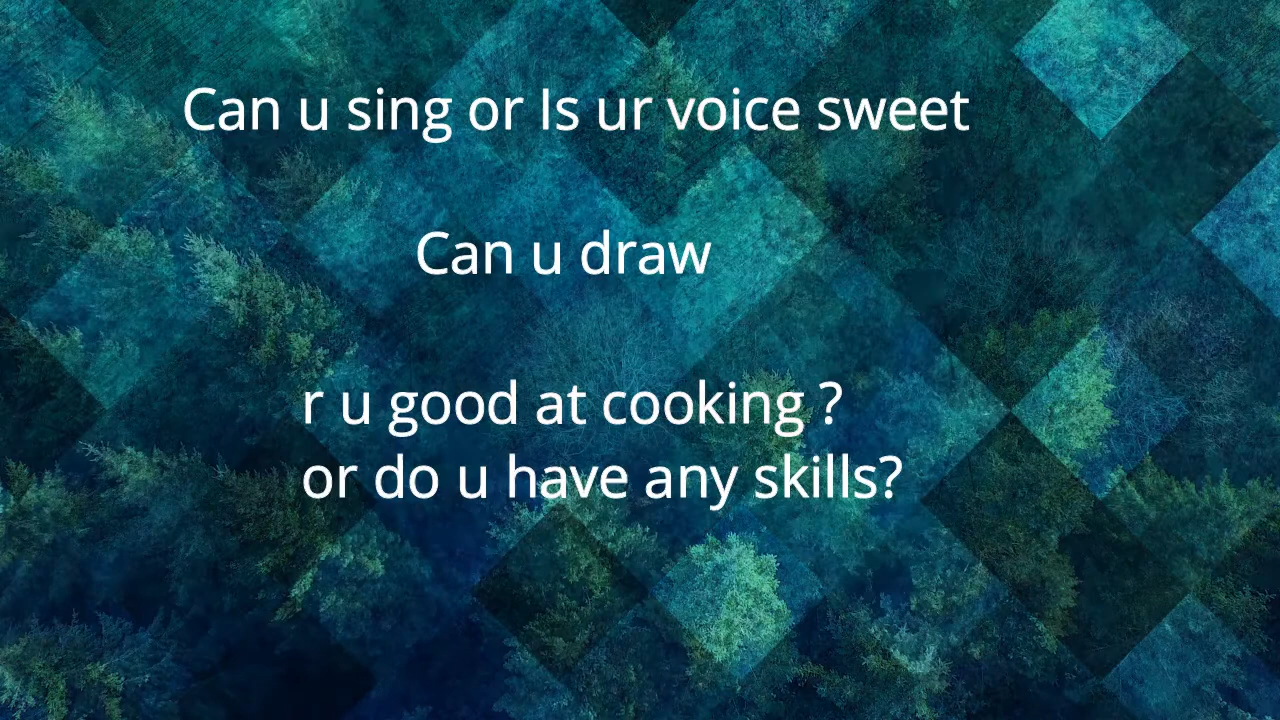 Can u sing or Is ur voice sweet
Can u draw
r u good at cooking ?
or do u have any skills?